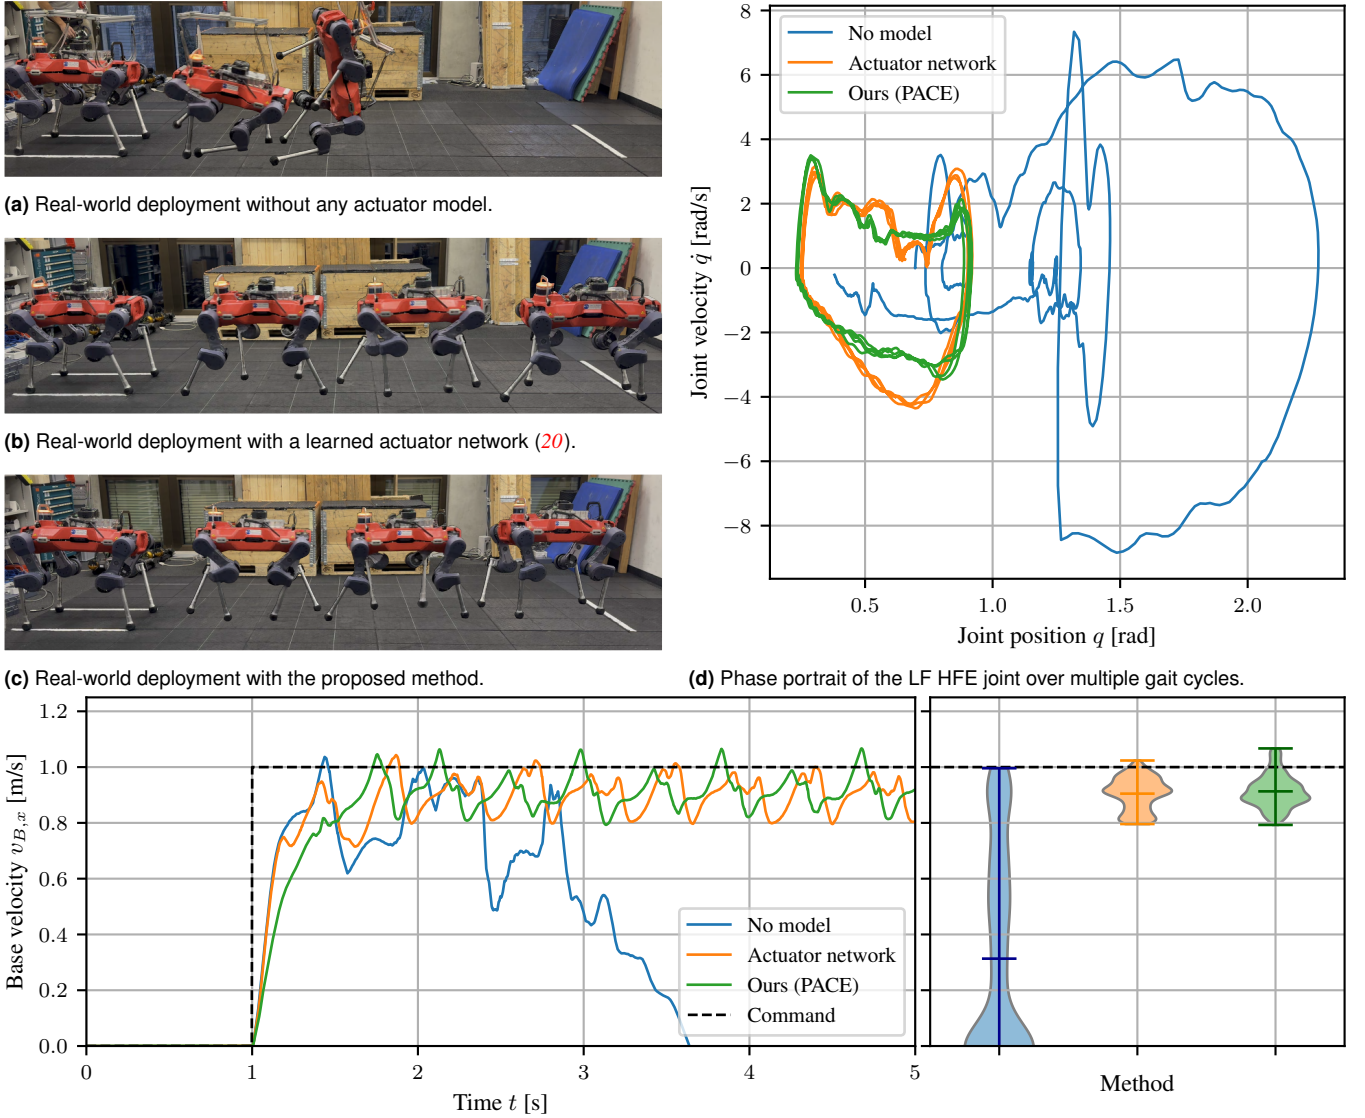 (a) Real-world deployment without any actuator model.
(b) Real-world deployment with a learned actuator network (20).
(c) Real-world deployment with the proposed method.
8
6
4
2
0
−2
−4
−6
−8
Joint velocity q̇ [rad/s]
No model
Actuator network
Ours (PACE)
0.5
1.0
1.5
2.0
Joint position q [rad]
(d) Phase portrait of the LF HFE joint over multiple gait cycles.
1.2
1.0
0.8
0.6
0.4
0.2
0.0
Base velocity v_{B,x} [m/s]
No model
Actuator network
Ours (PACE)
Command
0
1
2
3
4
5
Time t [s]
Method